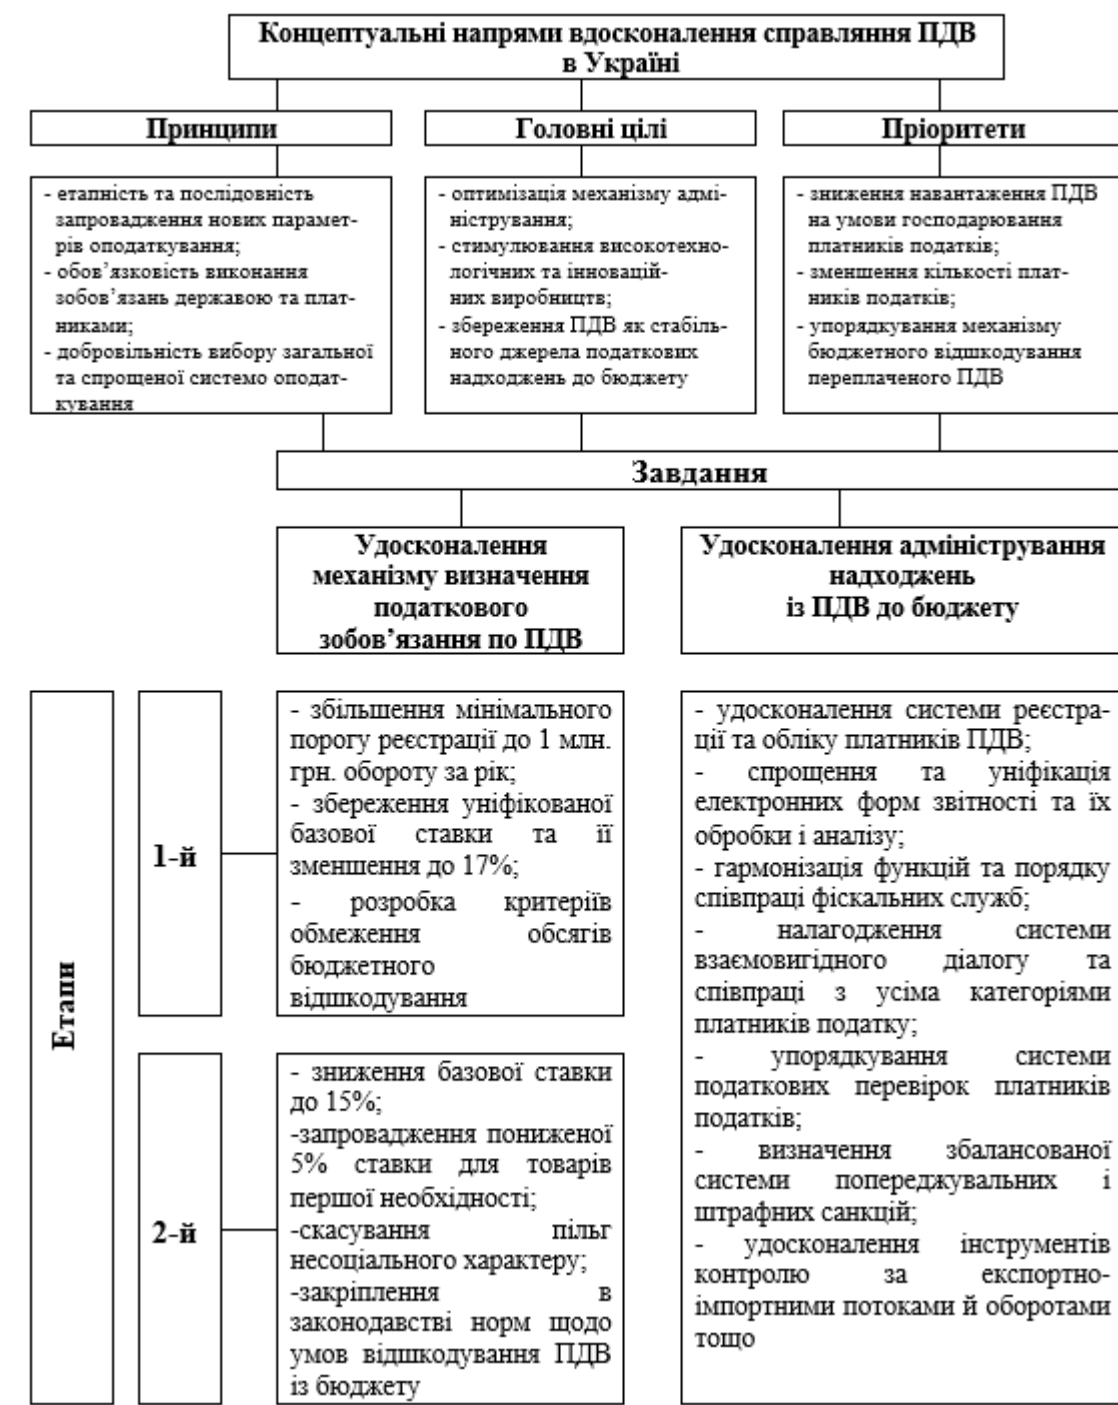 Концептуальні напрями вдосконалення справляння ПДВ
в Україні
Принципи
Головні цілі
Пріоритети
- етапність та послідовність
запровадження нових парамет-
рів оподаткування;
- обов’язковість виконання
зобов’язань державою та плат-
никами;
- добровільність вибору загальної
та спрощеної системо оподат-
кування
- оптимізація механізму адмі-
ністрування;
- стимулювання високотехно-
логічних та інновацій-
них виробництв;
- збереження ПДВ як стабіль-
ного джерела податкових
надходжень до бюджету
- зниження навантаження ПДВ
на умови господарювання
платників податків;
- зменшення кількості плат-
ників податків;
- упорядкування механізму
бюджетного відшкодування
переплаченого ПДВ
Завдання
Удосконалення
механізму визначення
податкового
зобов’язання по ПДВ
Удосконалення адміністрування
надходжень
із ПДВ до бюджету
Етапи
1-й
- збільшення мінімального
порогу реєстрації до 1 млн.
грн. обороту за рік;
- збереження уніфікованої
базової ставки та її
зменшення до 17%;
- розробка критеріїв
обмеження обсягів
бюджетного
відшкодування
2-й
- зниження базової ставки
до 15%;
-запровадження пониженої
5% ставки для товарів
першої необхідності;
-скасування пільг
несоціального характеру;
-закріплення в
законодавстві норм щодо
умов відшкодування ПДВ
із бюджету
- удосконалення системи реєстра-
ції та обліку платників ПДВ;
- спрощення та уніфікація
електронних форм звітності та їх
обробки і аналізу;
- гармонізація функцій та порядку
співпраці фіскальних служб;
- налагодження системи
взаємовигідного діалогу та
співпраці з усіма категоріями
платників податку;
- упорядкування системи
податкових перевірок платників
податків;
- визначення збалансованої
системи попереджувальних і
штрафних санкцій;
- удосконалення інструментів
контролю за експортно-
імпортними потоками й оборотами
тощо